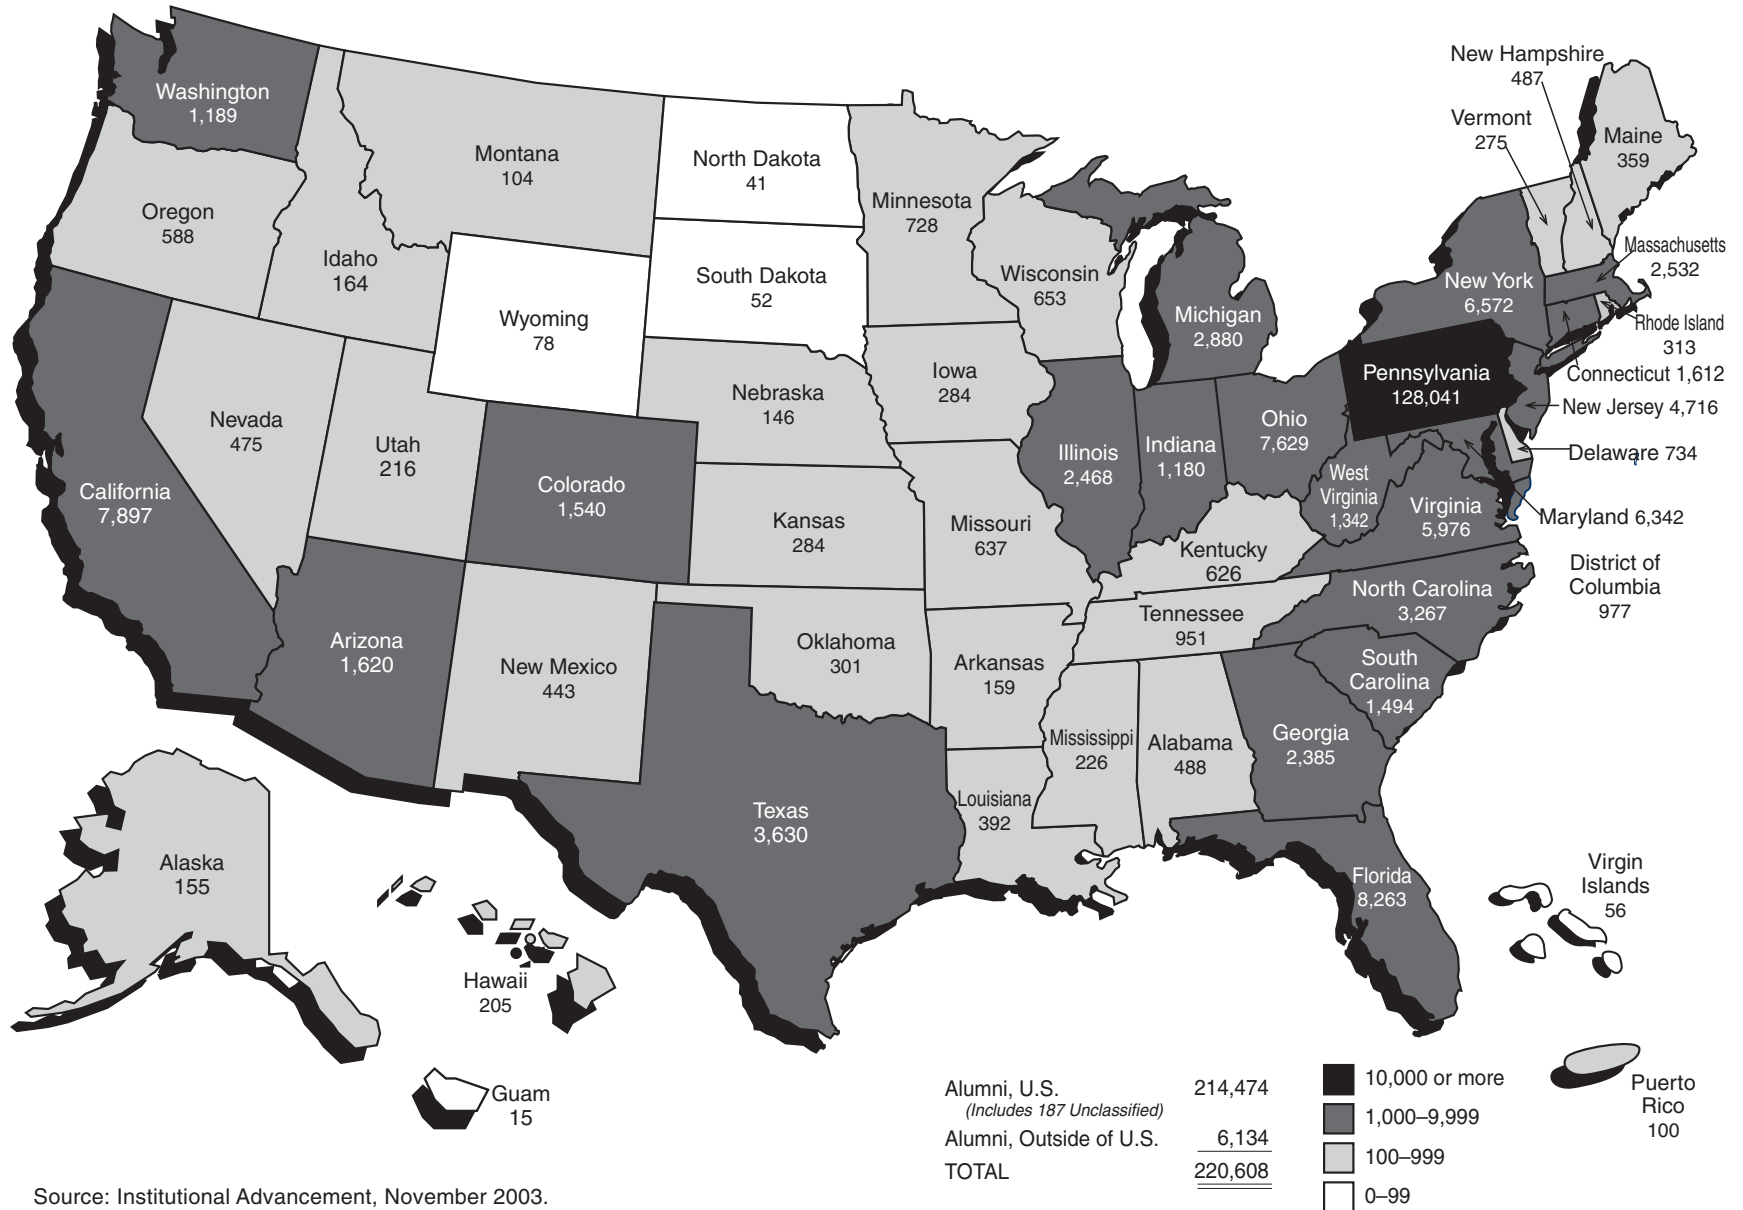 Washington
1,189
Oregon
588
California
7,897
Nevada
475
Idaho
164
Montana
104
Wyoming
78
Utah
216
Colorado
1,540
Arizona
1,620
New Mexico
443
North Dakota
41
South Dakota
52
Nebraska
146
Kansas
284
Oklahoma
301
Texas
3,630
Minnesota
728
Iowa
284
Missouri
637
Arkansas
159
Louisiana
392
Wisconsin
653
Illinois
2,468
Michigan
2,880
Indiana
1,180
Ohio
7,629
Kentucky
626
Tennessee
951
Mississippi
226
Alabama
488
Georgia
2,385
Florida
8,263
South
Carolina
1,494
North Carolina
3,267
Virginia
5,976
West
Virginia
1,342
Pennsylvania
128,041
New York
6,572
New Hampshire
487
Vermont
275
Maine
359
Massachusetts
2,532
Rhode Island
313
Connecticut 1,612
New Jersey 4,716
Delaware 734
Maryland 6,342
District of
Columbia
977
Alaska
155
Hawaii
205
Guam
15
Virgin
Islands
56
Puerto
Rico
100
Alumni, U.S. 214,474
(Includes 187 Unclassified)
Alumni, Outside of U.S. 6,134
TOTAL 220,608
10,000 or more
1,000–9,999
100–999
0–99
Source: Institutional Advancement, November 2003.